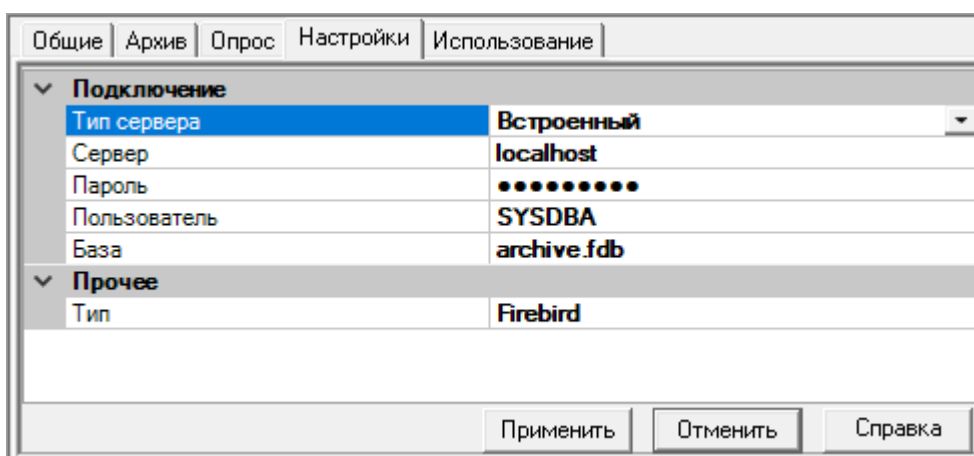 Общие Архив Опрос Настройки Использование
Подключение
Тип сервера Встроенный
Сервер localhost
Пароль ●●●●●●●●●
Пользователь SYSDBA
База archive.fdb
Прочее
Тип Firebird
Применить Отменить Справка